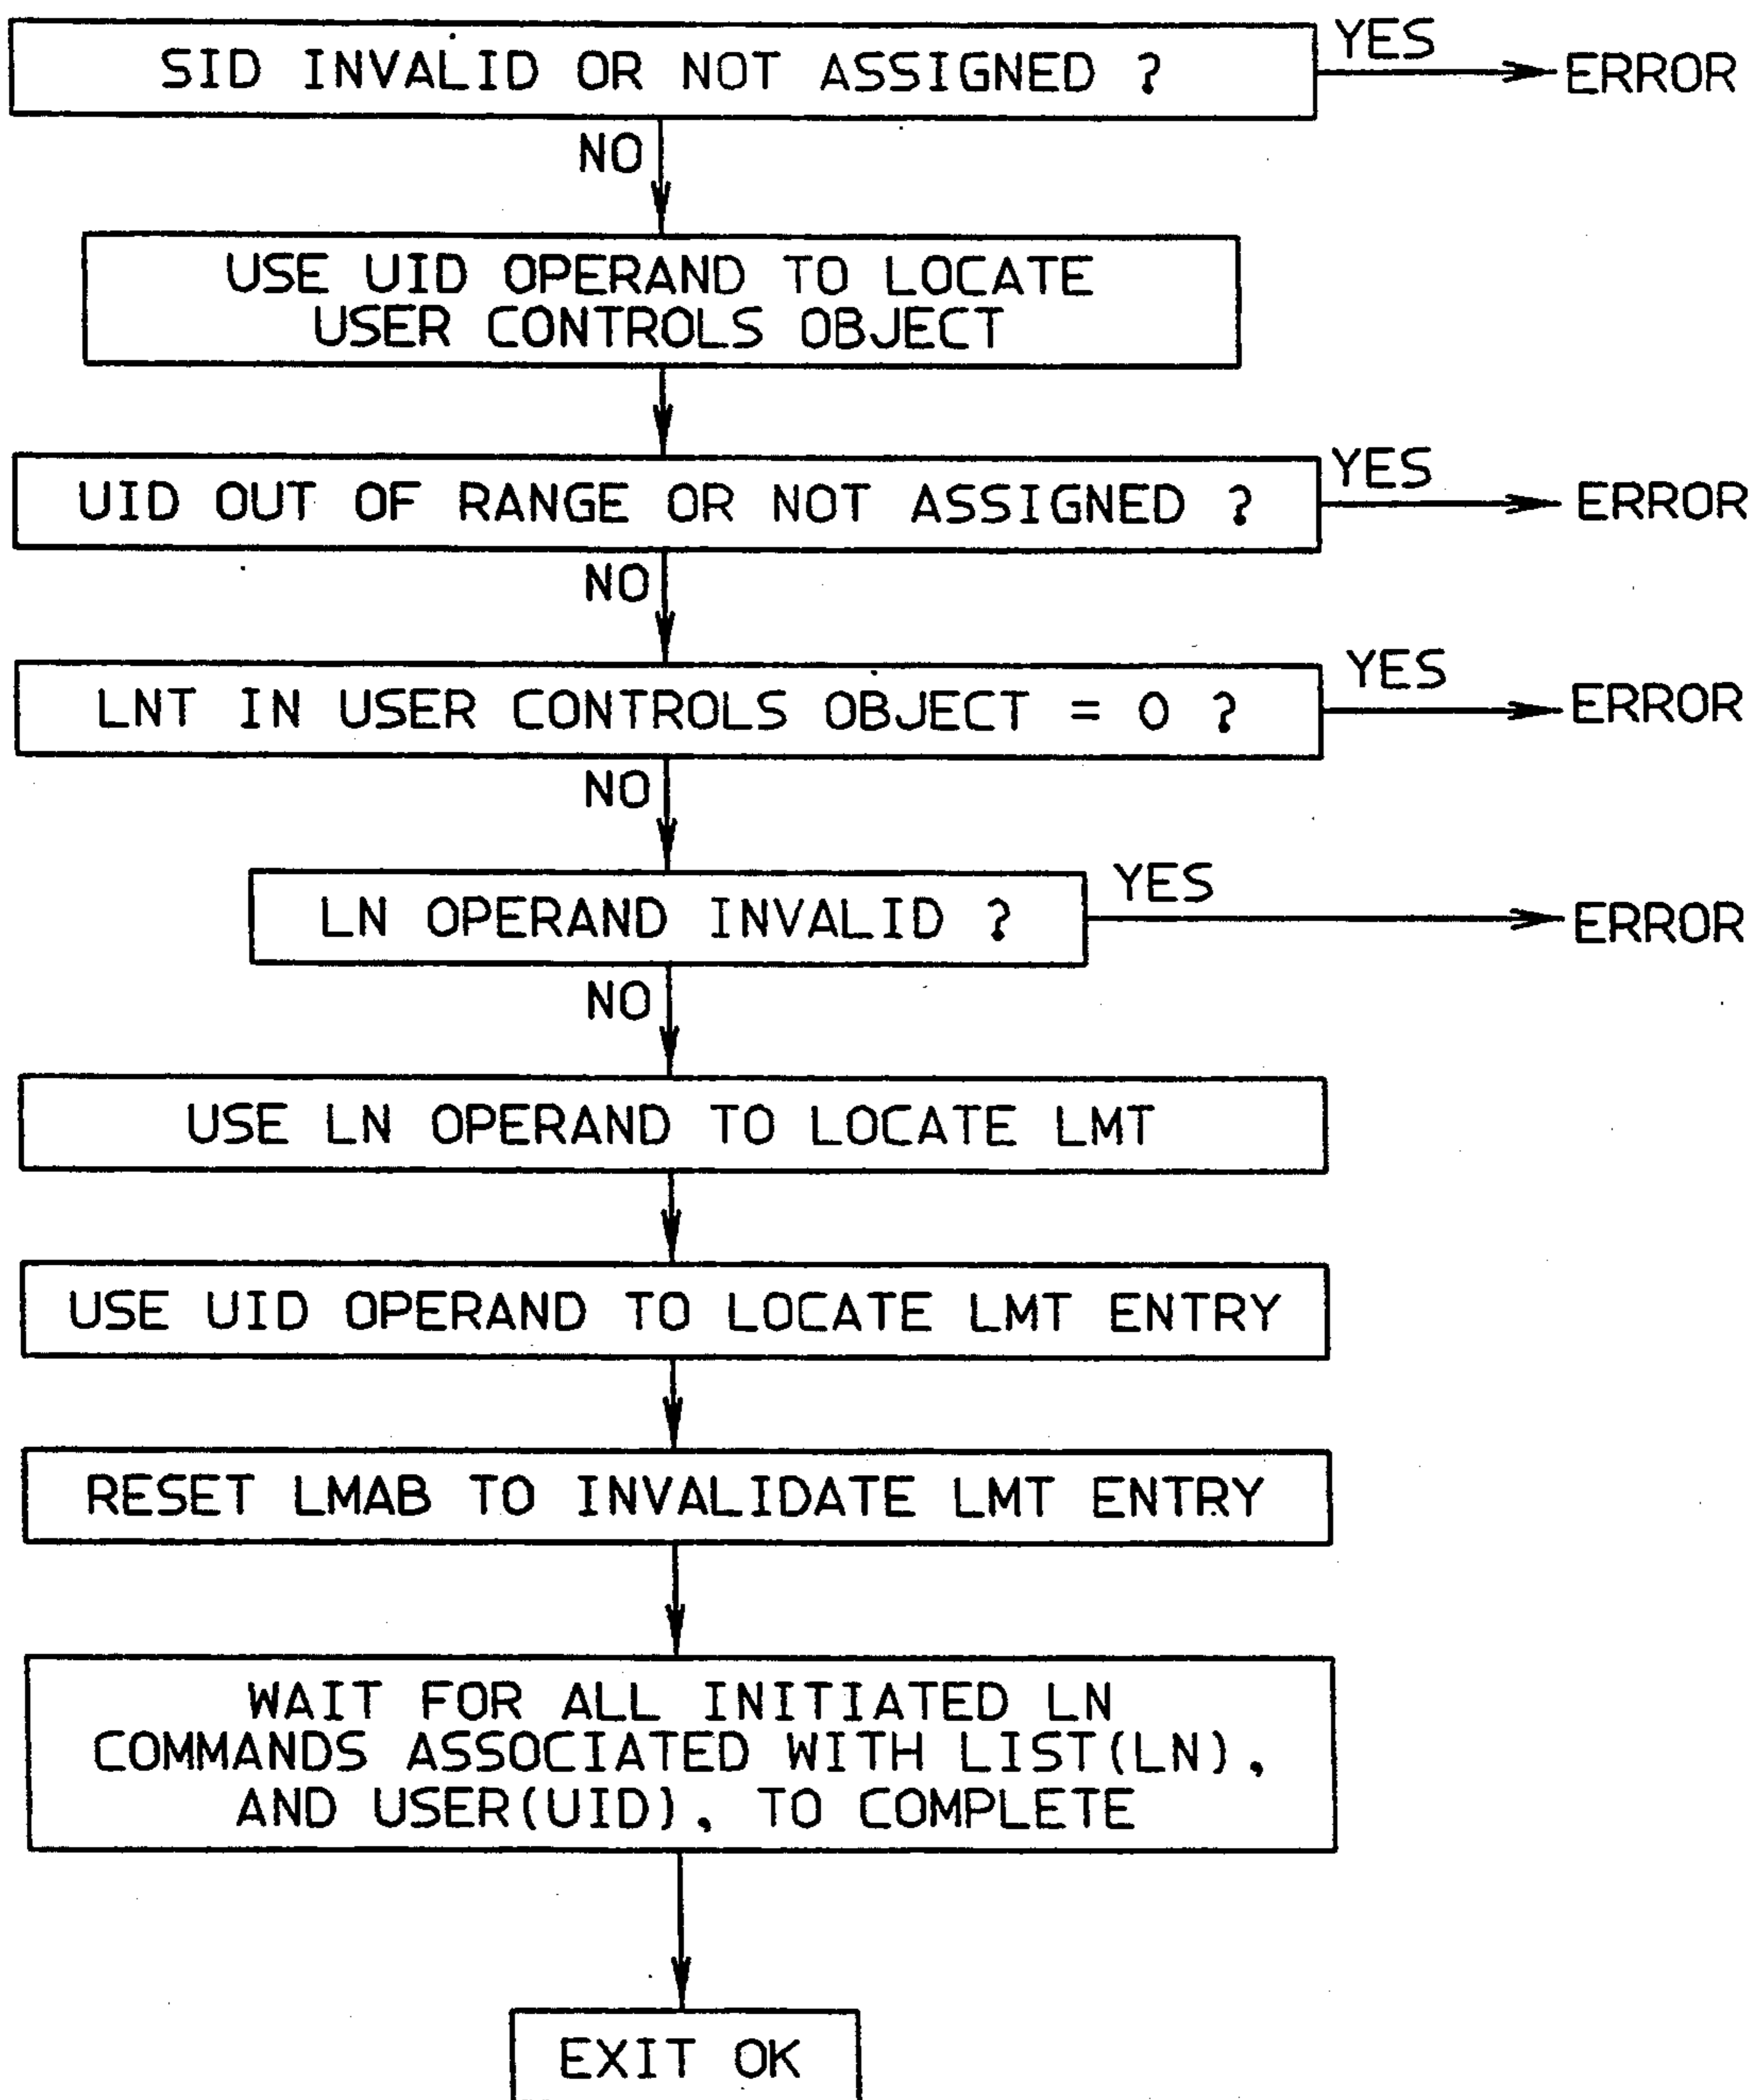 SID INVALID OR NOT ASSIGNED ?
YES
ERROR
NO
USE UID OPERAND TO LOCATE
USER CONTROLS OBJECT
UID OUT OF RANGE OR NOT ASSIGNED ?
YES
ERROR
NO
LNT IN USER CONTROLS OBJECT = 0 ?
YES
ERROR
NO
LN OPERAND INVALID ?
YES
ERROR
NO
USE LN OPERAND TO LOCATE LMT
USE UID OPERAND TO LOCATE LMT ENTRY
RESET LMAB TO INVALIDATE LMT ENTRY
WAIT FOR ALL INITIATED LN
COMMANDS ASSOCIATED WITH LIST(LN),
AND USER(UID), TO COMPLETE
EXIT OK